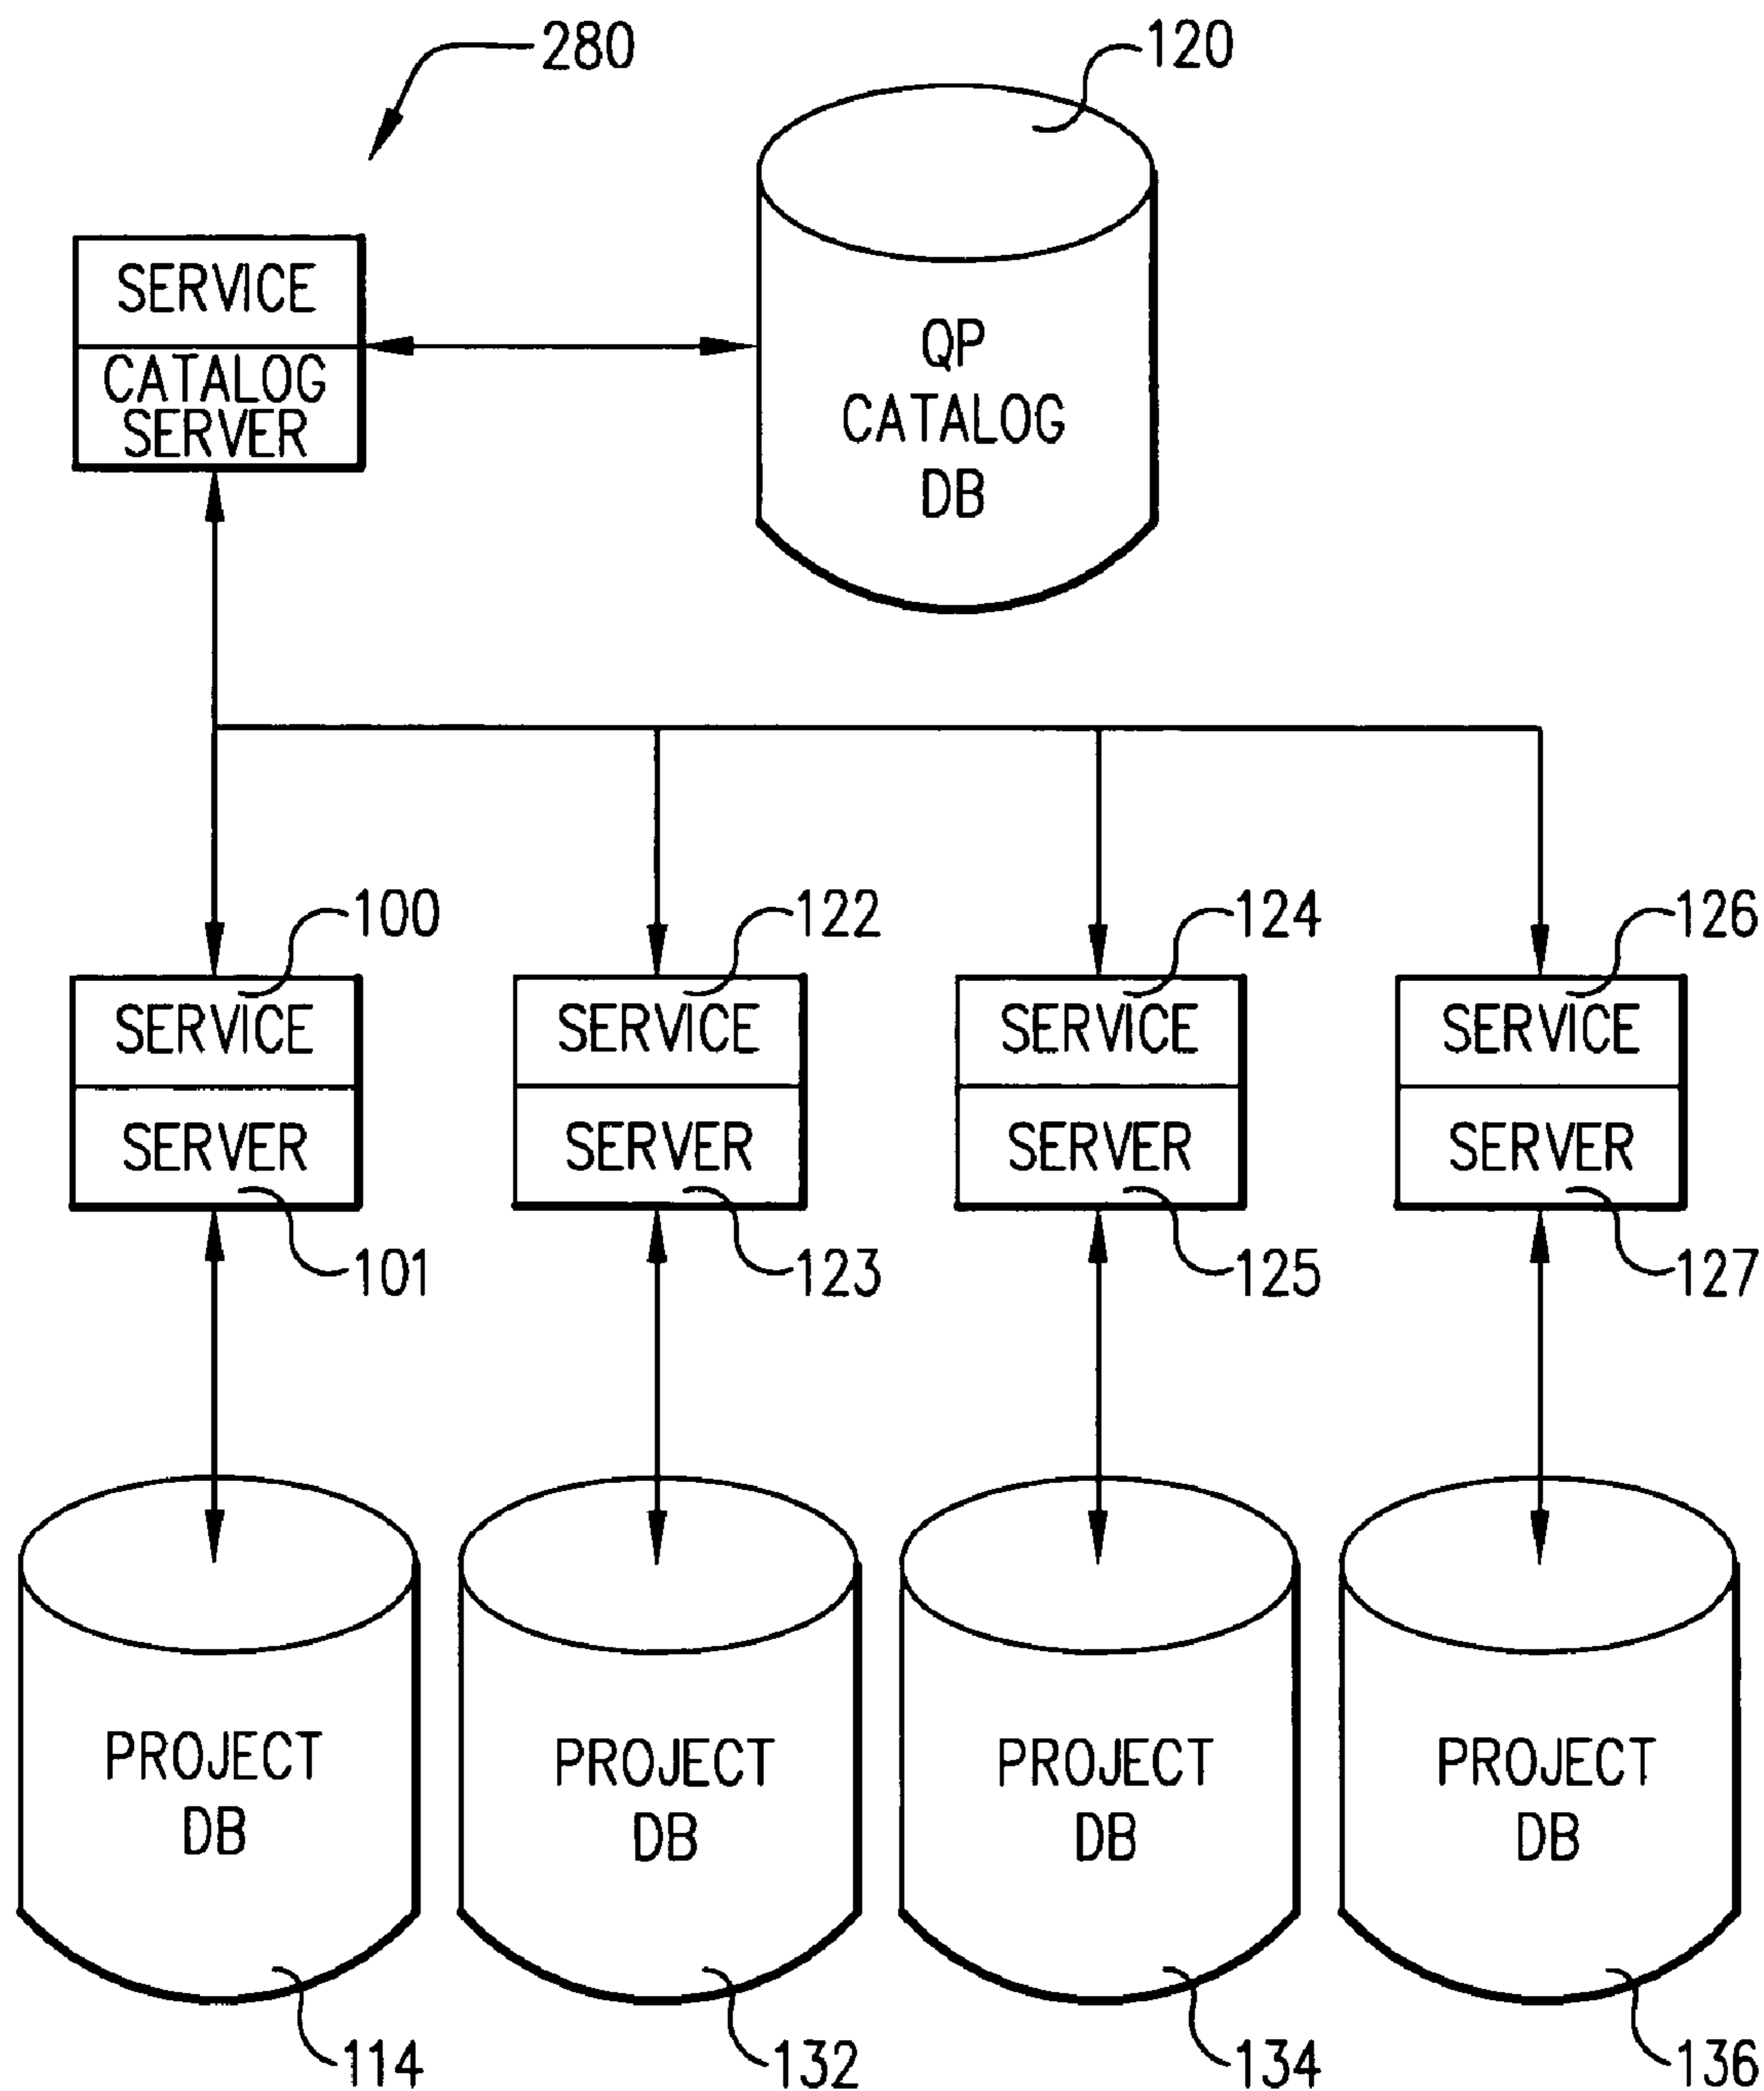 280
120
SERVICE
CATALOG
SERVER
QP
CATALOG
DB
100
122
124
126
SERVICE
SERVICE
SERVICE
SERVICE
SERVER
SERVER
SERVER
SERVER
101
123
125
127
PROJECT
DB
PROJECT
DB
PROJECT
DB
PROJECT
DB
114
132
134
136